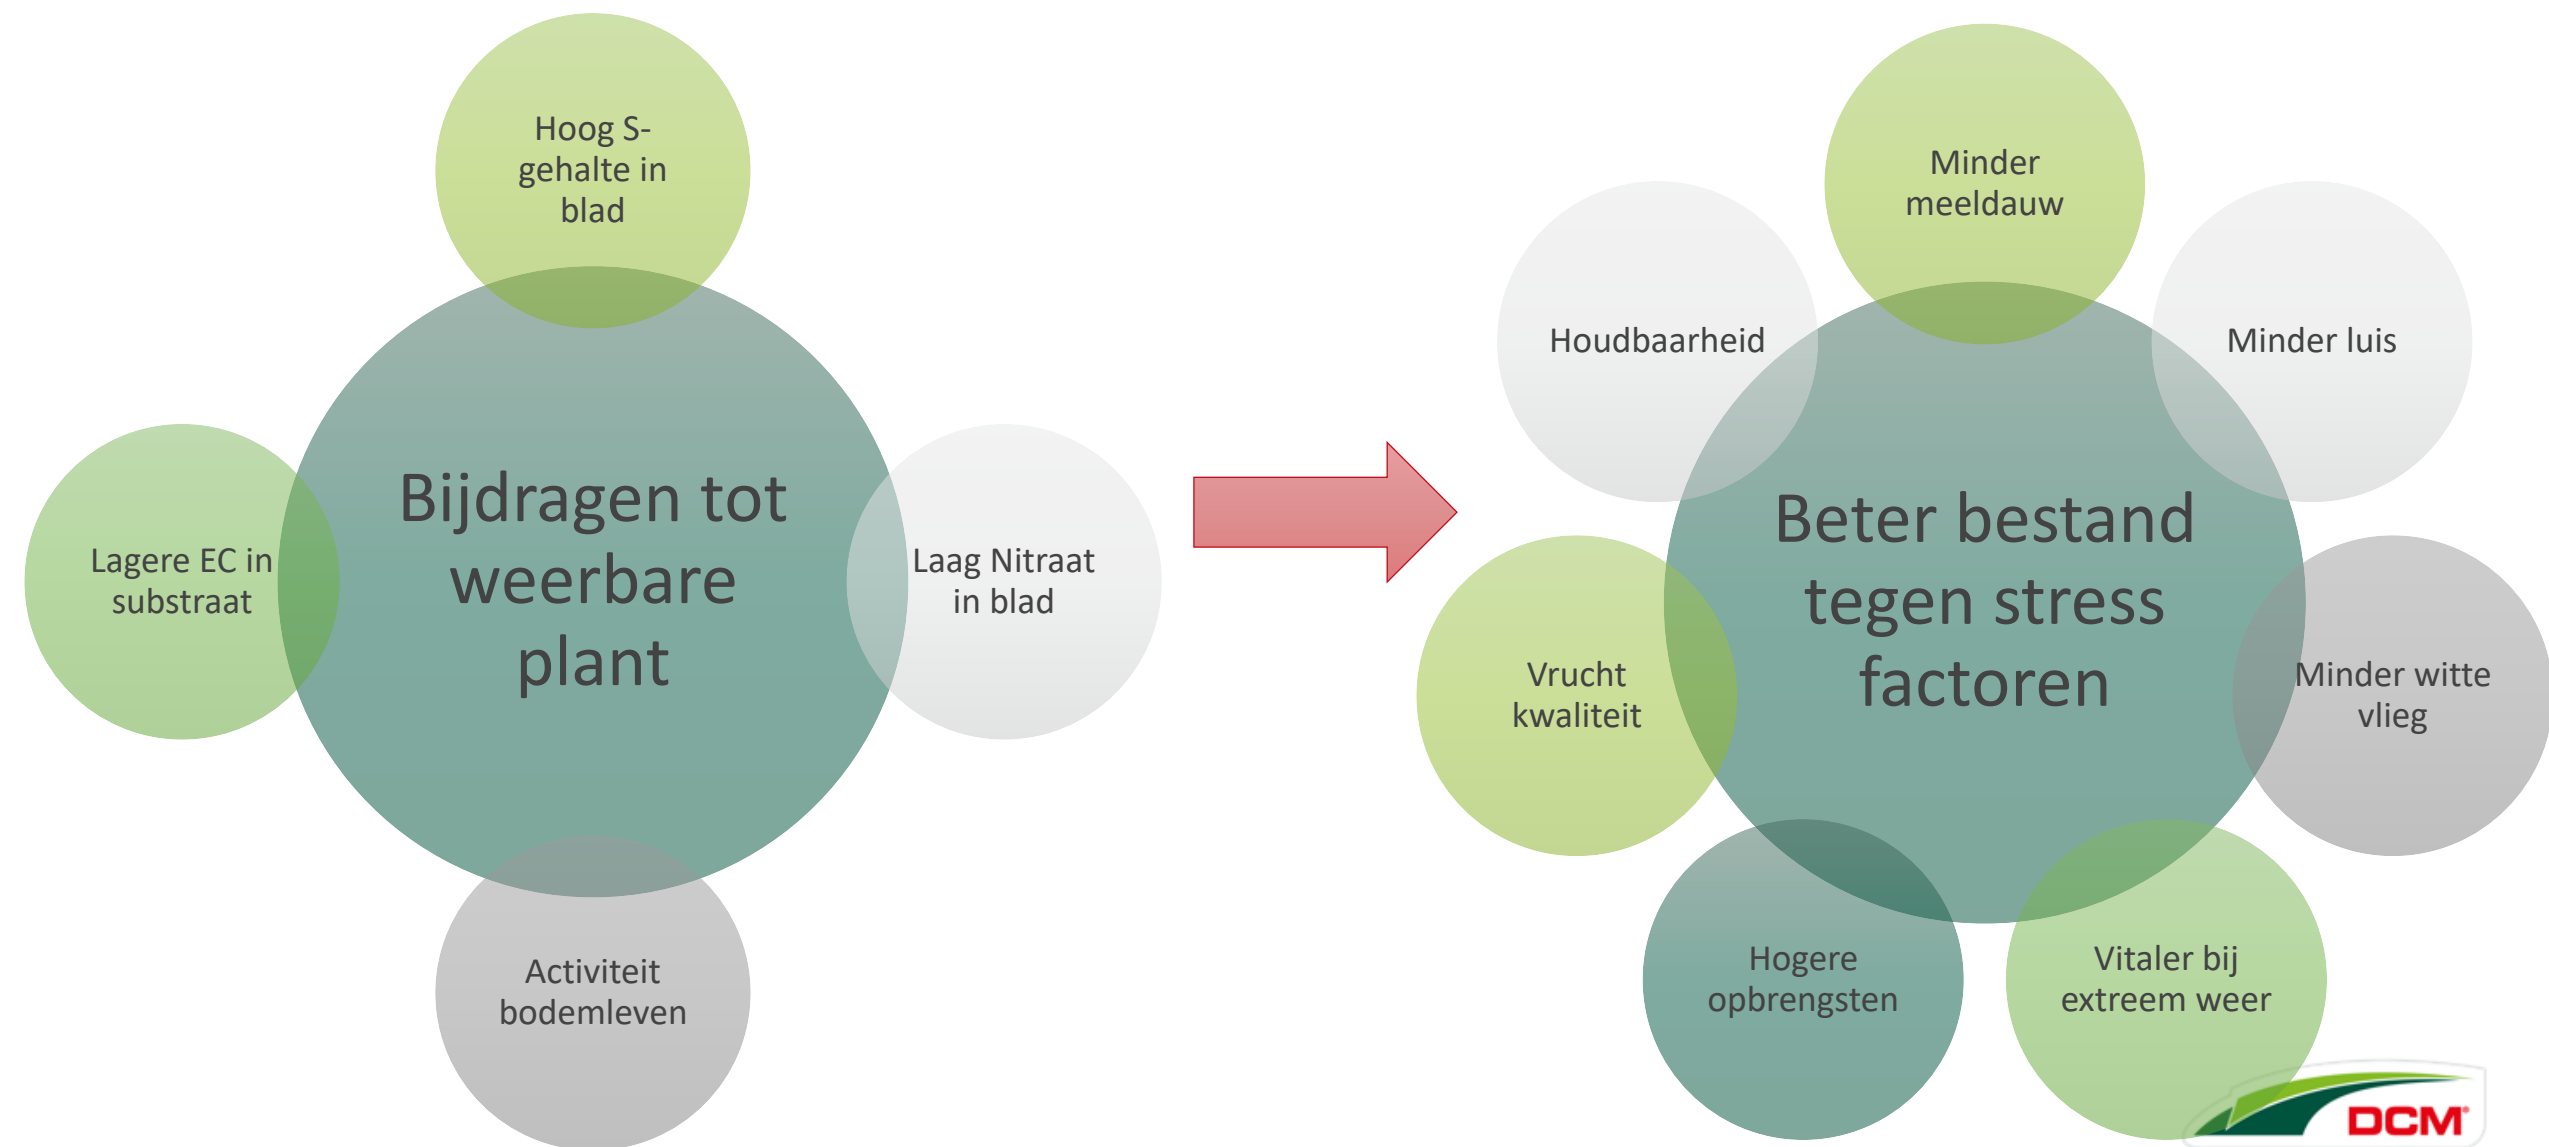 Hoog S-
gehalte in
blad
Bijdragen tot
weerbare
plant
Lagere EC in
substraat
Laag Nitraat
in blad
Activiteit
bodemleven
Minder
meeldauw
Houdbaarheid
Minder luis
Beter bestand
tegen stress
factoren
Vrucht
kwaliteit
Minder witte
vlieg
Hogere
opbrengsten
Vitaler bij
extreem weer
DCM®